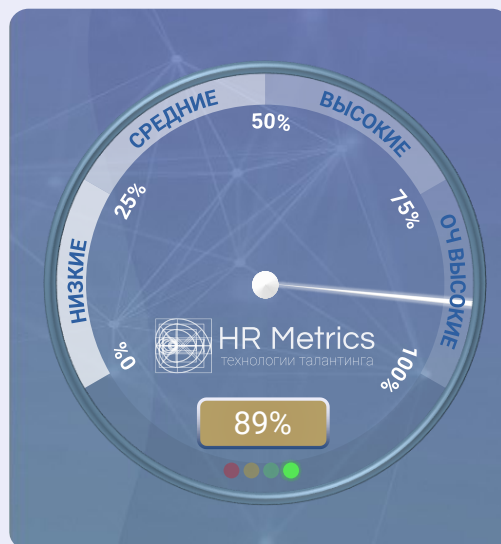 СРЕДНИЕ
ВЫСОКИЕ
50%
25%
75%
НИЗКИЕ
ОЧ ВЫСОКИЕ
HR Metrics
технологии талантинга
0%
100%
89%